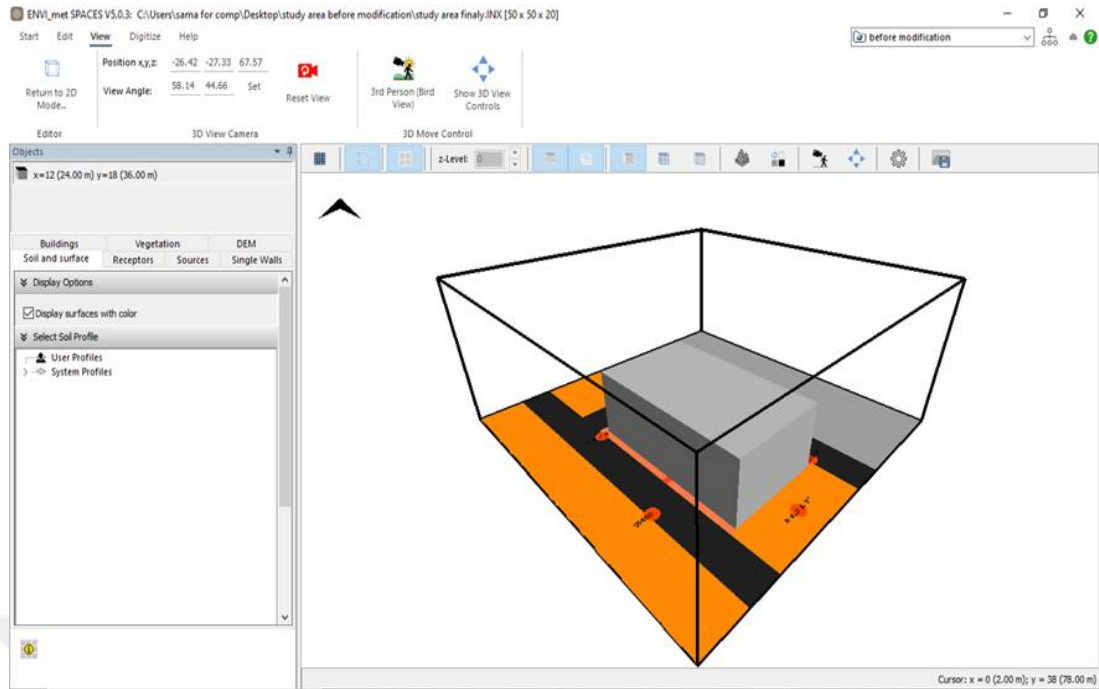 ENVI_met SPACES V5.0.3: C:\Users\sama for comp\Desktop\study area before modification\study area finaly.INX [50 x 50 x 20]
Start Edit View Digitize Help
before modification
Position x,y,z: -26.42 -27.33 67.57
View Angle: 58.14 44.66 Set
Return to 2D Mode...
Reset View
3rd Person (Bird View)
Show 3D View Controls
Editor 3D View Camera 3D Move Control
Objects
z-Level: 0
x=12 (24.00 m) y=18 (36.00 m)
Buildings Vegetation DEM
Soil and surface Receptors Sources Single Walls
Display Options
Display surfaces with color
Select Soil Profile
User Profiles
System Profiles
Cursor: x = 0 (2.00 m); y = 38 (78.00 m)